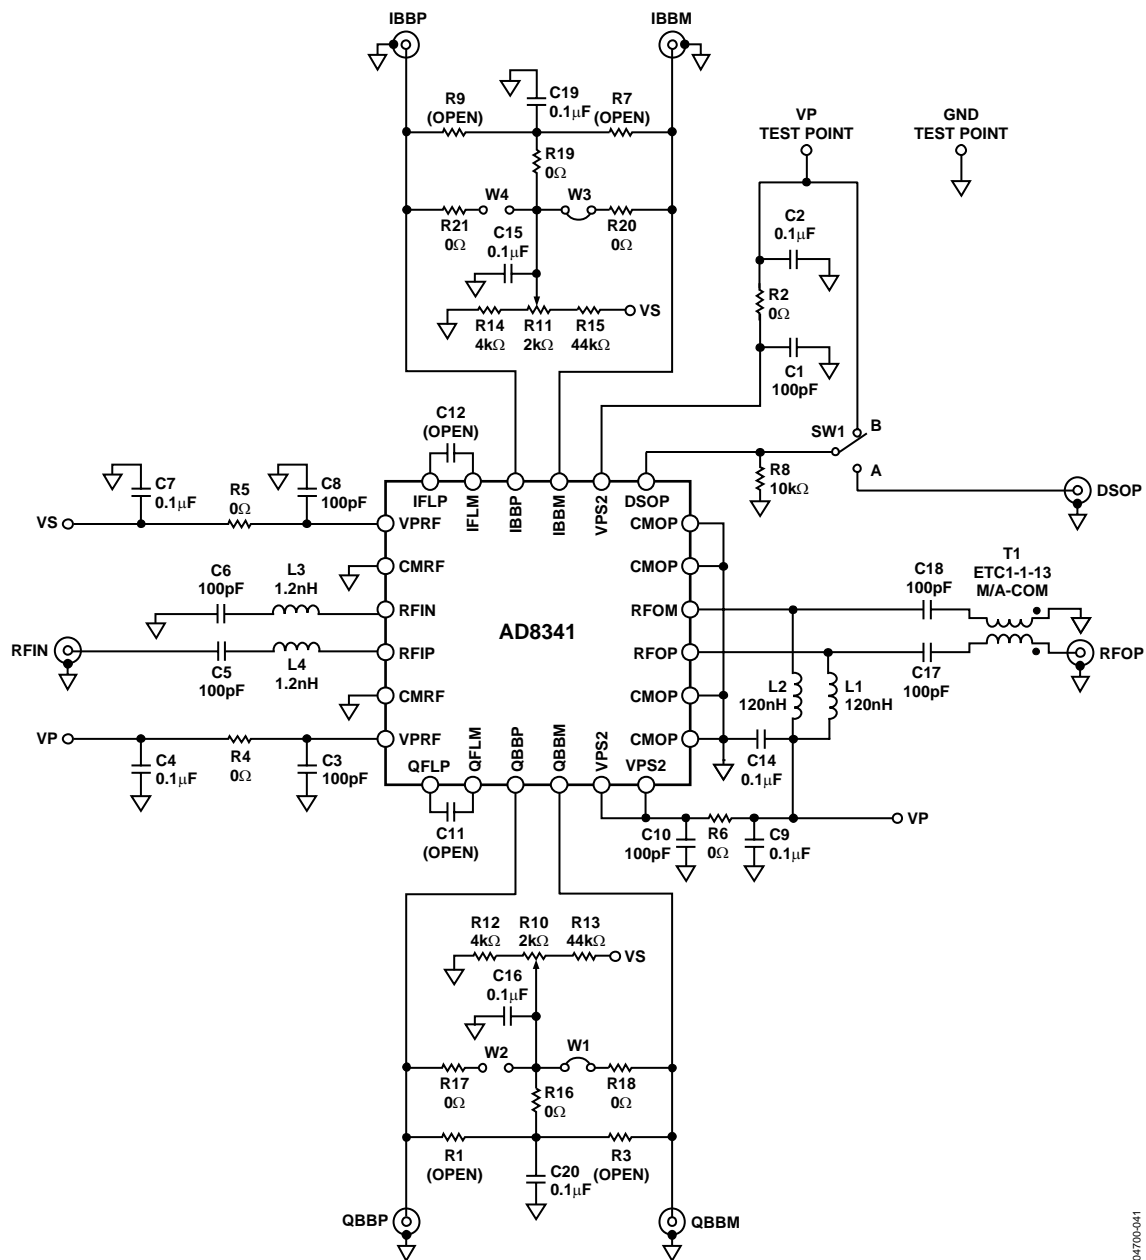 IBBP
IBBM
R9
(OPEN)
C19
0.1µF
R7
(OPEN)
VP
TEST POINT
GND
TEST POINT
R19
0Ω
W4
W3
R21
0Ω
C15
0.1µF
R20
0Ω
C2
0.1µF
R2
0Ω
VS
R14
4kΩ
R11
2kΩ
R15
44kΩ
C1
100pF
C12
(OPEN)
SW1
B
A
C7
0.1µF
R5
0Ω
C8
100pF
R8
10kΩ
DSOP
IFLP
IFLM
IBBP
IBBM
VPS2
DSOP
VS
VPRF
CMOP
C6
100pF
L3
1.2nH
CMRF
CMOP
C18
100pF
T1
ETC1-1-13
M/A-COM
RFIN
RFOM
AD8341
RFIN
C5
100pF
L4
1.2nH
RFIP
RFOP
C17
100pF
RFOP
CMRF
CMOP
L2
120nH
L1
120nH
VP
VPRF
CMOP
C4
0.1µF
R4
0Ω
C3
100pF
QFLP
QFLM
QBBP
QBBM
VPS2
VPS2
C14
0.1µF
C11
(OPEN)
C10
100pF
R6
0Ω
C9
0.1µF
VP
R12
4kΩ
R10
2kΩ
R13
44kΩ
VS
C16
0.1µF
W2
W1
R17
0Ω
R16
0Ω
R18
0Ω
R1
(OPEN)
C20
0.1µF
R3
(OPEN)
QBBP
QBBM
04700-041